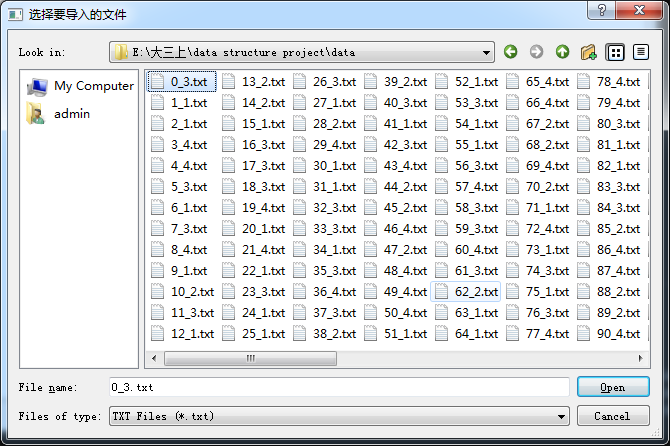 选择要导入的文件
Look in: E:\大三上\data structure project\data
My Computer
admin
0_3.txt 13_2.txt 26_3.txt 39_2.txt 52_1.txt 65_4.txt 78_4.txt
1_1.txt 14_2.txt 27_1.txt 40_3.txt 53_3.txt 66_4.txt 79_4.txt
2_1.txt 15_1.txt 28_2.txt 41_1.txt 54_1.txt 67_2.txt 80_3.txt
3_4.txt 16_3.txt 29_4.txt 42_3.txt 55_1.txt 68_2.txt 81_1.txt
4_4.txt 17_3.txt 30_1.txt 43_4.txt 56_3.txt 69_4.txt 82_1.txt
5_3.txt 18_3.txt 31_1.txt 44_2.txt 57_4.txt 70_2.txt 83_3.txt
6_1.txt 19_4.txt 32_3.txt 45_2.txt 58_3.txt 71_1.txt 84_3.txt
7_3.txt 20_1.txt 33_3.txt 46_4.txt 59_3.txt 72_4.txt 85_2.txt
8_4.txt 21_4.txt 34_1.txt 47_2.txt 60_4.txt 73_1.txt 86_4.txt
9_1.txt 22_1.txt 35_3.txt 48_4.txt 61_3.txt 74_3.txt 87_4.txt
10_2.txt 23_3.txt 36_4.txt 49_4.txt 62_2.txt 75_1.txt 88_2.txt
11_3.txt 24_1.txt 37_3.txt 50_4.txt 63_1.txt 76_3.txt 89_2.txt
12_1.txt 25_1.txt 38_2.txt 51_1.txt 64_1.txt 77_4.txt 90_4.txt
File name: 0_3.txt Open
Files of type: TXT Files (*.txt) Cancel